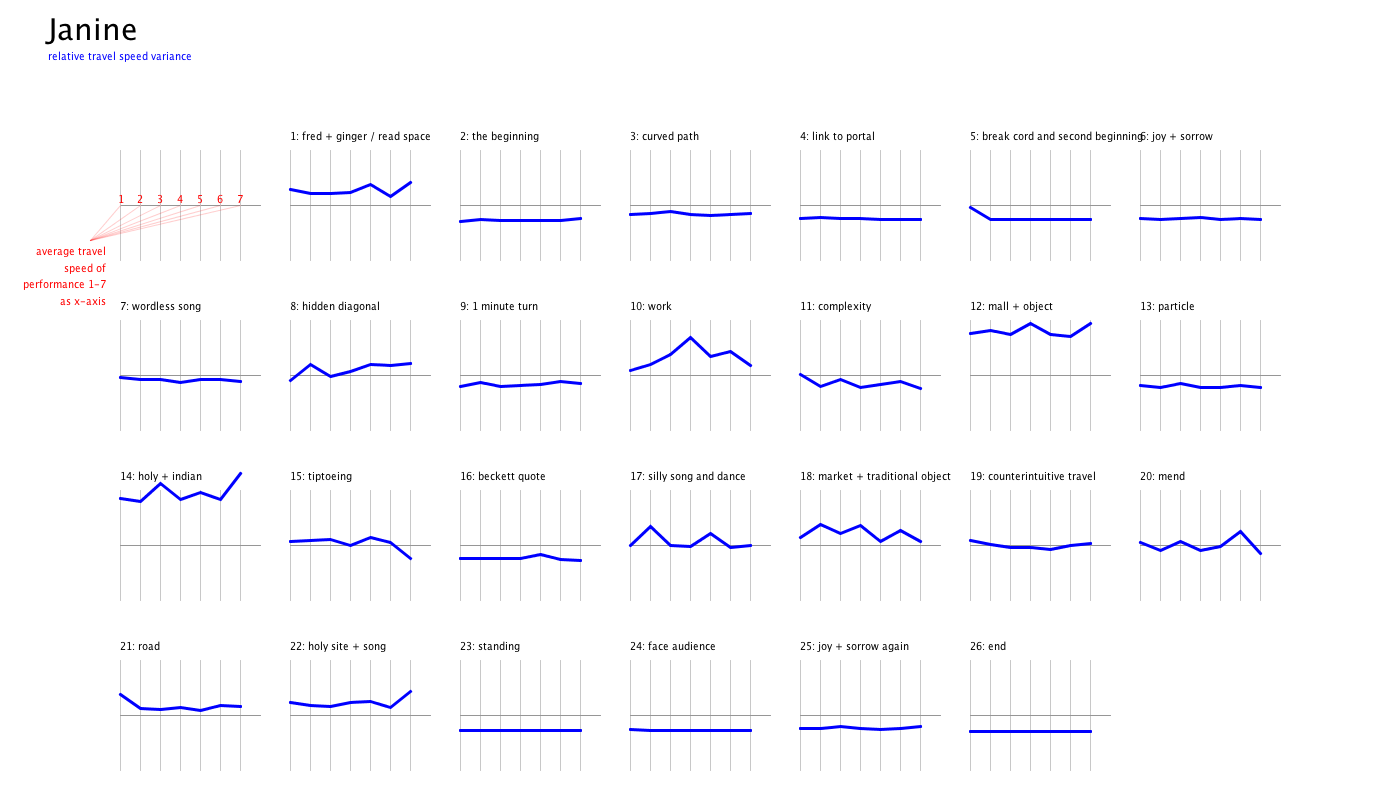 Janine
relative travel speed variance
1: fred + ginger / read space
2: the beginning
3: curved path
4: link to portal
5: break cord and second beginning
6: joy + sorrow
1 2 3 4 5 6 7
average travel
speed of
performance 1-7
as x-axis
7: wordless song
8: hidden diagonal
9: 1 minute turn
10: work
11: complexity
12: mall + object
13: particle
14: holy + indian
15: tiptoeing
16: beckett quote
17: silly song and dance
18: market + traditional object
19: counterintuitive travel
20: mend
21: road
22: holy site + song
23: standing
24: face audience
25: joy + sorrow again
26: end